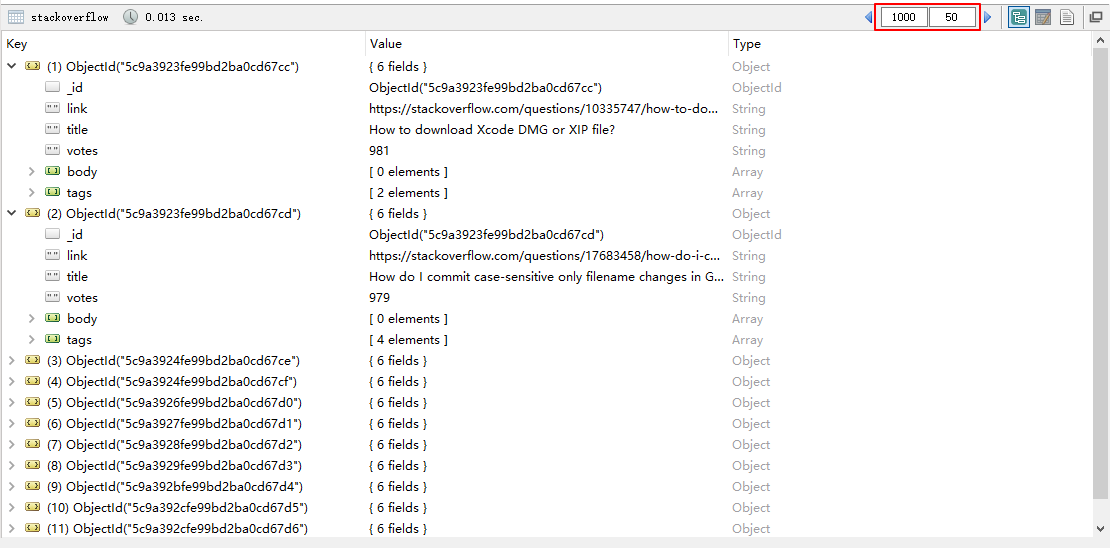 stackoverflow 0.013 sec. 1000 50
Key Value Type
(1) ObjectId("5c9a3923fe99bd2ba0cd67cc") { 6 fields } Object
_id ObjectId("5c9a3923fe99bd2ba0cd67cc") ObjectId
link https://stackoverflow.com/questions/10335747/how-to-do... String
title How to download Xcode DMG or XIP file? String
votes 981 String
body [ 0 elements ] Array
tags [ 2 elements ] Array
(2) ObjectId("5c9a3923fe99bd2ba0cd67cd") { 6 fields } Object
_id ObjectId("5c9a3923fe99bd2ba0cd67cd") ObjectId
link https://stackoverflow.com/questions/17683458/how-do-i-c... String
title How do I commit case-sensitive only filename changes in G... String
votes 979 String
body [ 0 elements ] Array
tags [ 4 elements ] Array
(3) ObjectId("5c9a3924fe99bd2ba0cd67ce") { 6 fields } Object
(4) ObjectId("5c9a3924fe99bd2ba0cd67cf") { 6 fields } Object
(5) ObjectId("5c9a3926fe99bd2ba0cd67d0") { 6 fields } Object
(6) ObjectId("5c9a3927fe99bd2ba0cd67d1") { 6 fields } Object
(7) ObjectId("5c9a3928fe99bd2ba0cd67d2") { 6 fields } Object
(8) ObjectId("5c9a3929fe99bd2ba0cd67d3") { 6 fields } Object
(9) ObjectId("5c9a392bfe99bd2ba0cd67d4") { 6 fields } Object
(10) ObjectId("5c9a392cfe99bd2ba0cd67d5") { 6 fields } Object
(11) ObjectId("5c9a392cfe99bd2ba0cd67d6") { 6 fields } Object